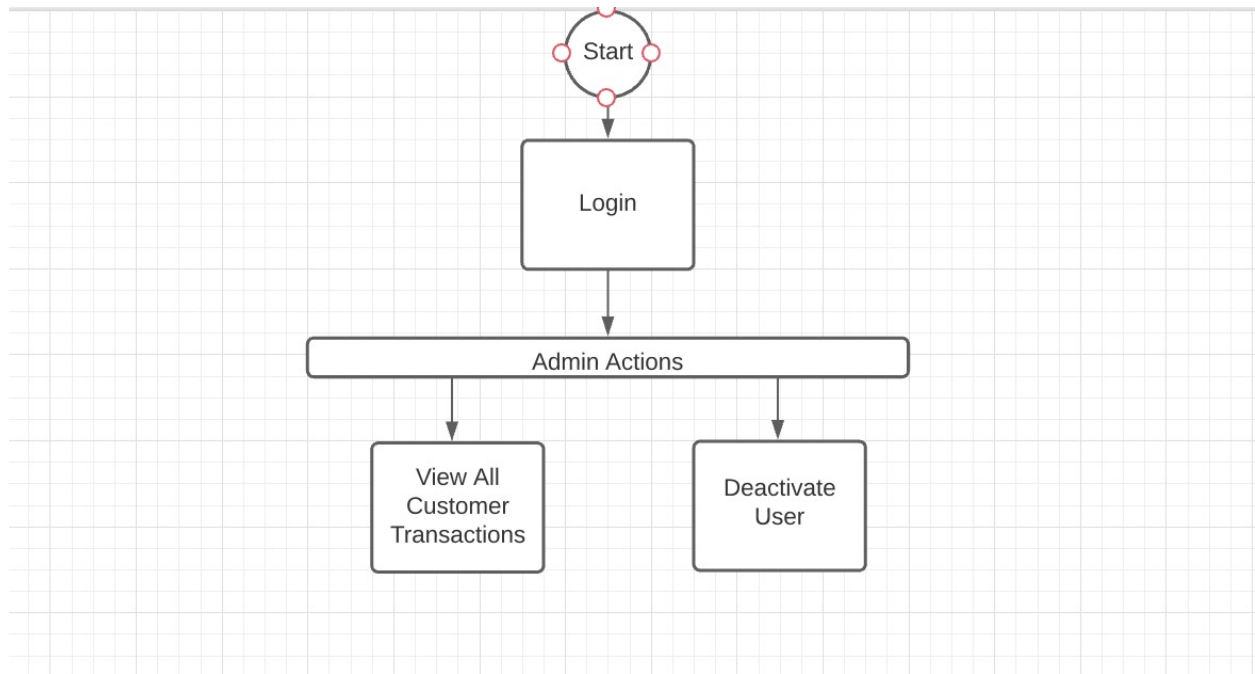 Start
Login
Admin Actions
View All
Customer
Transactions
Deactivate
User